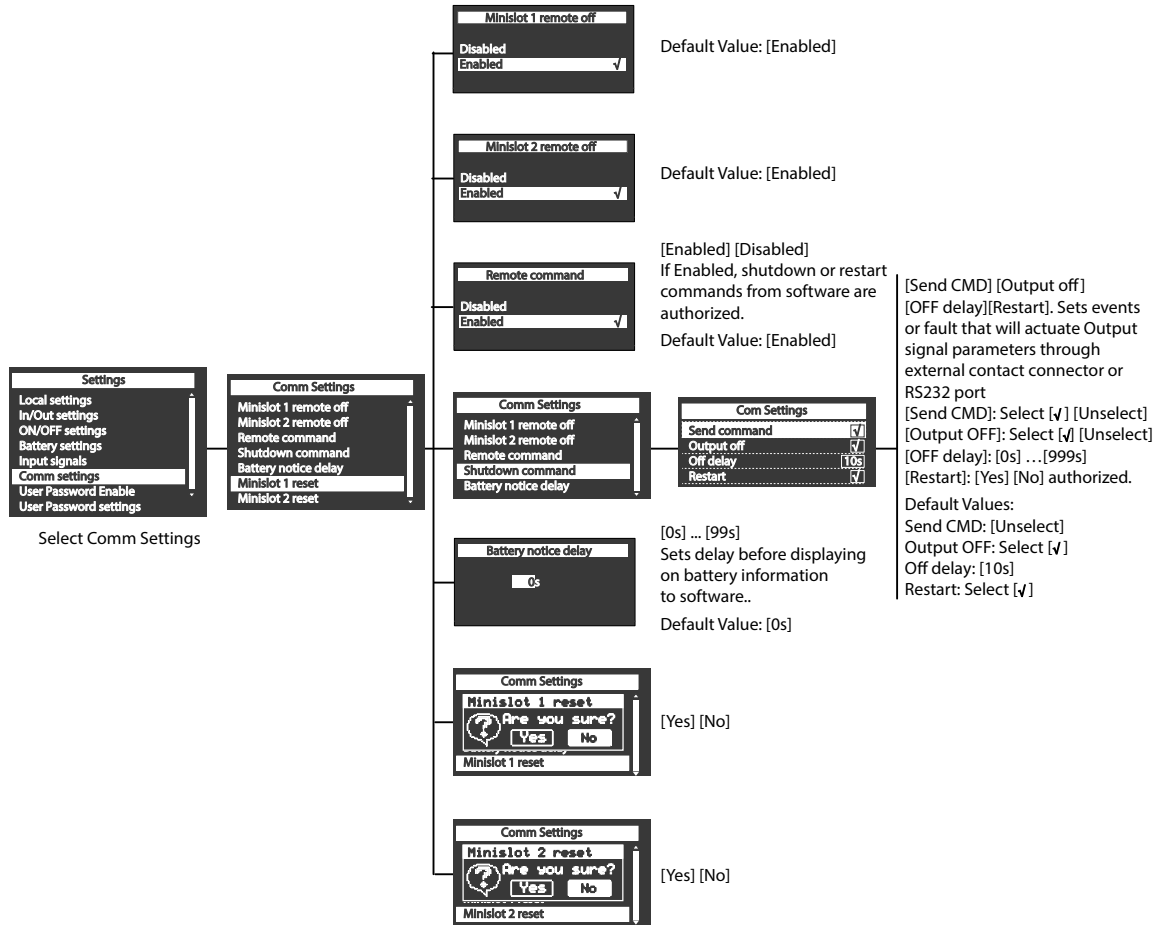 Minislot 1 remote off
Disabled
Enabled √
Default Value: [Enabled]
Minislot 2 remote off
Disabled
Enabled √
Default Value: [Enabled]
Remote command
Disabled
Enabled √
[Enabled] [Disabled]
If Enabled, shutdown or restart
commands from software are
authorized.
Default Value: [Enabled]
Settings
Local settings
In/Out settings
ON/OFF settings
Battery settings
Input signals
Comm settings
User Password Enable
User Password settings
Select Comm Settings
Comm Settings
Minislot 1 remote off
Minislot 2 remote off
Remote command
Shutdown command
Battery notice delay
Minislot 1 reset
Minislot 2 reset
Comm Settings
Minislot 1 remote off
Minislot 2 remote off
Remote command
Shutdown command
Battery notice delay
Com Settings
Send command √
Output off √
Off delay 10s
Restart √
[Send CMD] [Output off]
[OFF delay][Restart]. Sets events
or fault that will actuate Output
signal parameters through
external contact connector or
RS232 port
[Send CMD]: Select [√] [Unselect]
[Output OFF]: Select [√] [Unselect]
[OFF delay]: [0s] …[999s]
[Restart]: [Yes] [No] authorized.
Default Values:
Send CMD: [Unselect]
Output OFF: Select [√]
Off delay: [10s]
Restart: Select [√]
Battery notice delay
0s
[0s] ... [99s]
Sets delay before displaying
on battery information
to software..
Default Value: [0s]
Comm Settings
Minislot 1 reset
Are you sure?
Yes No
Minislot 1 reset
[Yes] [No]
Comm Settings
Minislot 2 reset
Are you sure?
Yes No
Minislot 2 reset
[Yes] [No]